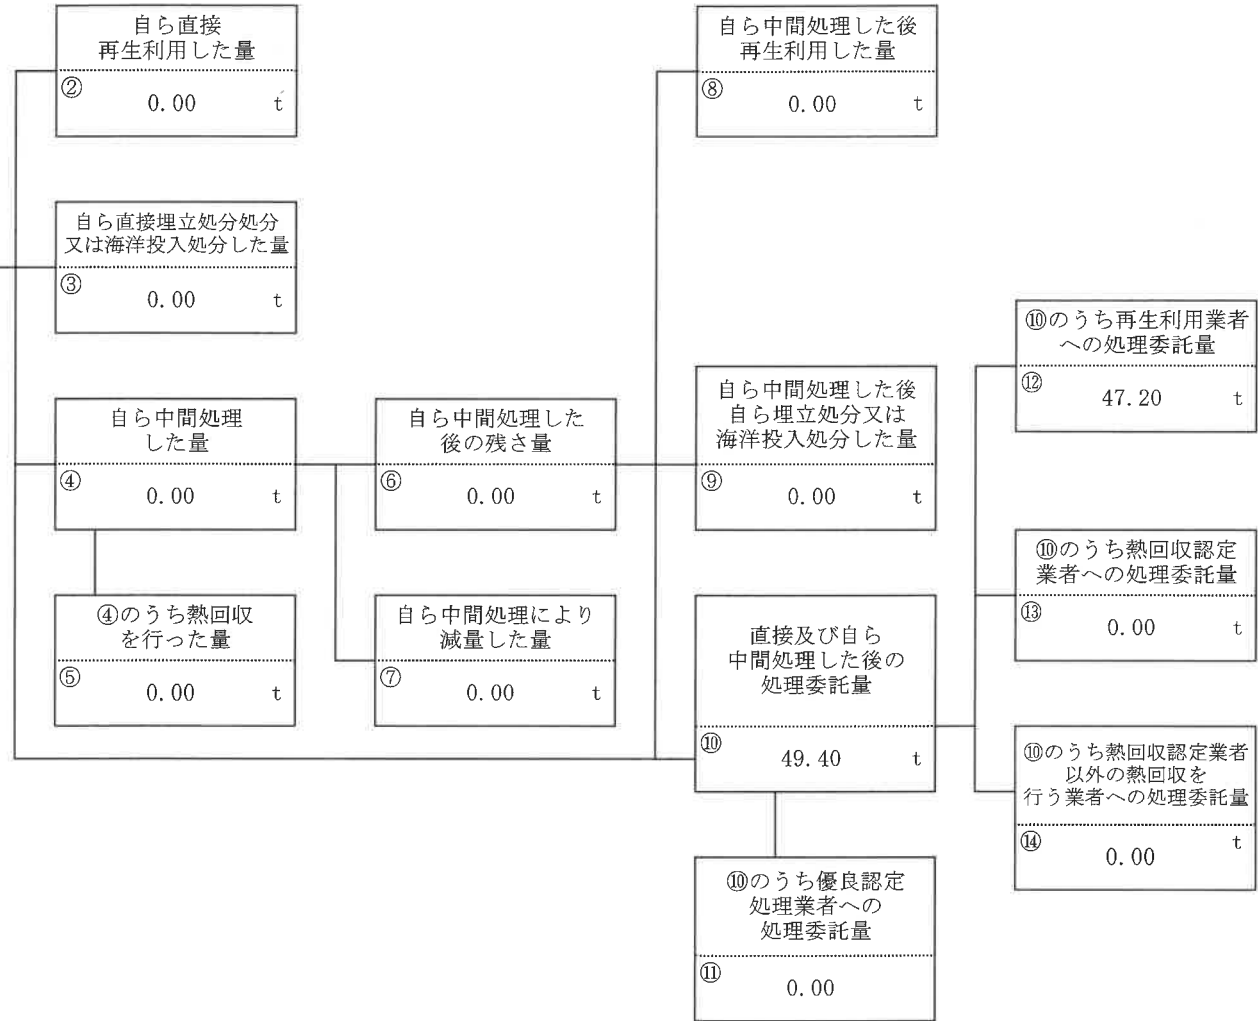 自ら直接
再生利用した量
②
0.00 t
自ら中間処理した後
再生利用した量
⑧
0.00 t
自ら直接埋立処分処分
又は海洋投入処分した量
③
0.00 t
⑩のうち再生利用業者
への処理委託量
⑫
47.20 t
自ら中間処理
した量
④
0.00 t
自ら中間処理した
後の残さ量
⑥
0.00 t
自ら中間処理した後
自ら埋立処分又は
海洋投入処分した量
⑨
0.00 t
⑩のうち熱回収認定
業者への処理委託量
⑬
0.00 t
④のうち熱回収
を行った量
⑤
0.00 t
自ら中間処理により
減量した量
⑦
0.00 t
直接及び自ら
中間処理した後の
処理委託量
⑩
49.40 t
⑩のうち熱回収認定業者
以外の熱回収を
行う業者への処理委託量
⑭
0.00 t
⑩のうち優良認定
処理業者への
処理委託量
⑪
0.00